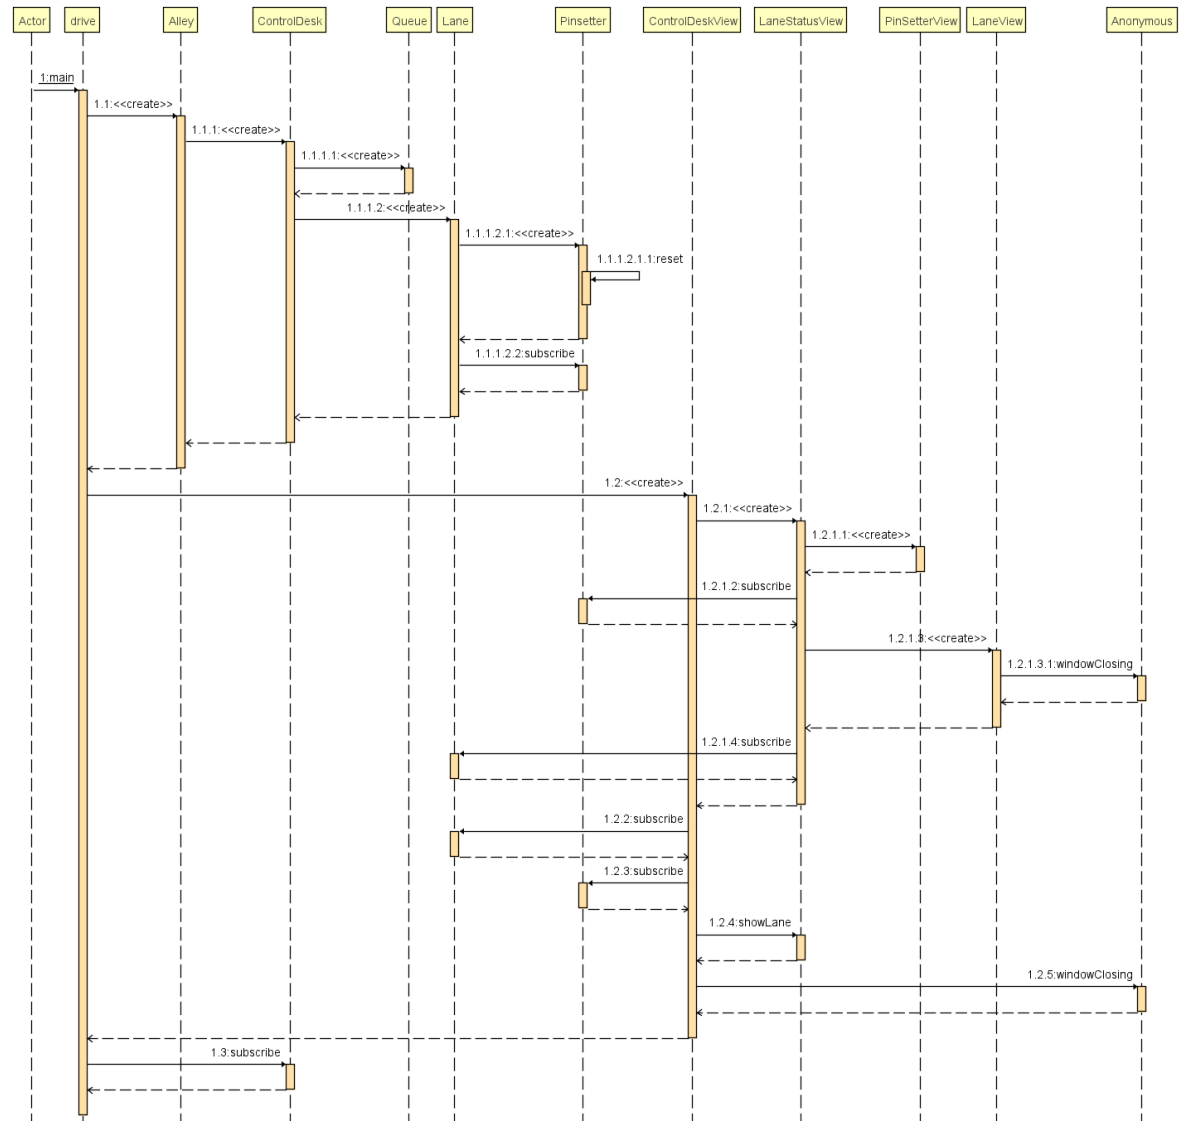 Actor drive Alley ControlDesk Queue Lane Pinsetter ControlDeskView LaneStatusView PinSetterView LaneView Anonymous
1:main
1.1:<<create>>
1.1.1:<<create>>
1.1.1.1:<<create>>
1.1.1.2:<<create>>
1.1.1.2.1:<<create>>
1.1.1.2.1.1:reset
1.1.1.2.2:subscribe
1.2:<<create>>
1.2.1:<<create>>
1.2.1.1:<<create>>
1.2.1.2:subscribe
1.2.1.3:<<create>>
1.2.1.3.1:windowClosing
1.2.1.4:subscribe
1.2.2:subscribe
1.2.3:subscribe
1.2.4:showLane
1.2.5:windowClosing
1.3:subscribe